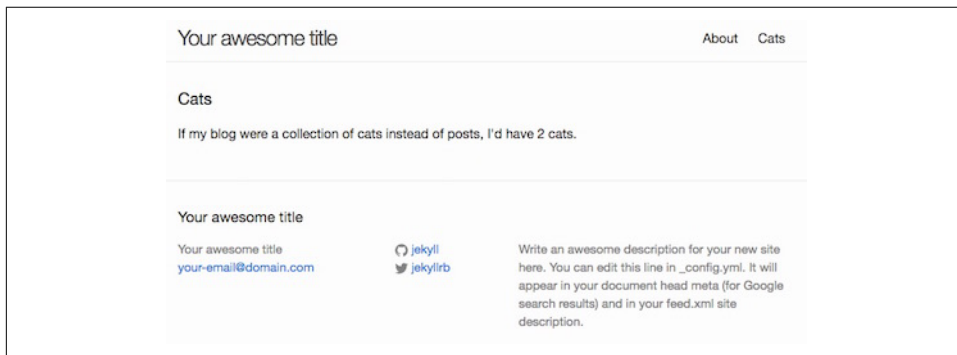 Your awesome title
About Cats
Cats
If my blog were a collection of cats instead of posts, I'd have 2 cats.
Your awesome title
Your awesome title
your-email@domain.com
jekyll
jekyllrb
Write an awesome description for your new site
here. You can edit this line in _config.yml. It will
appear in your document head meta (for Google
search results) and in your feed.xml site
description.